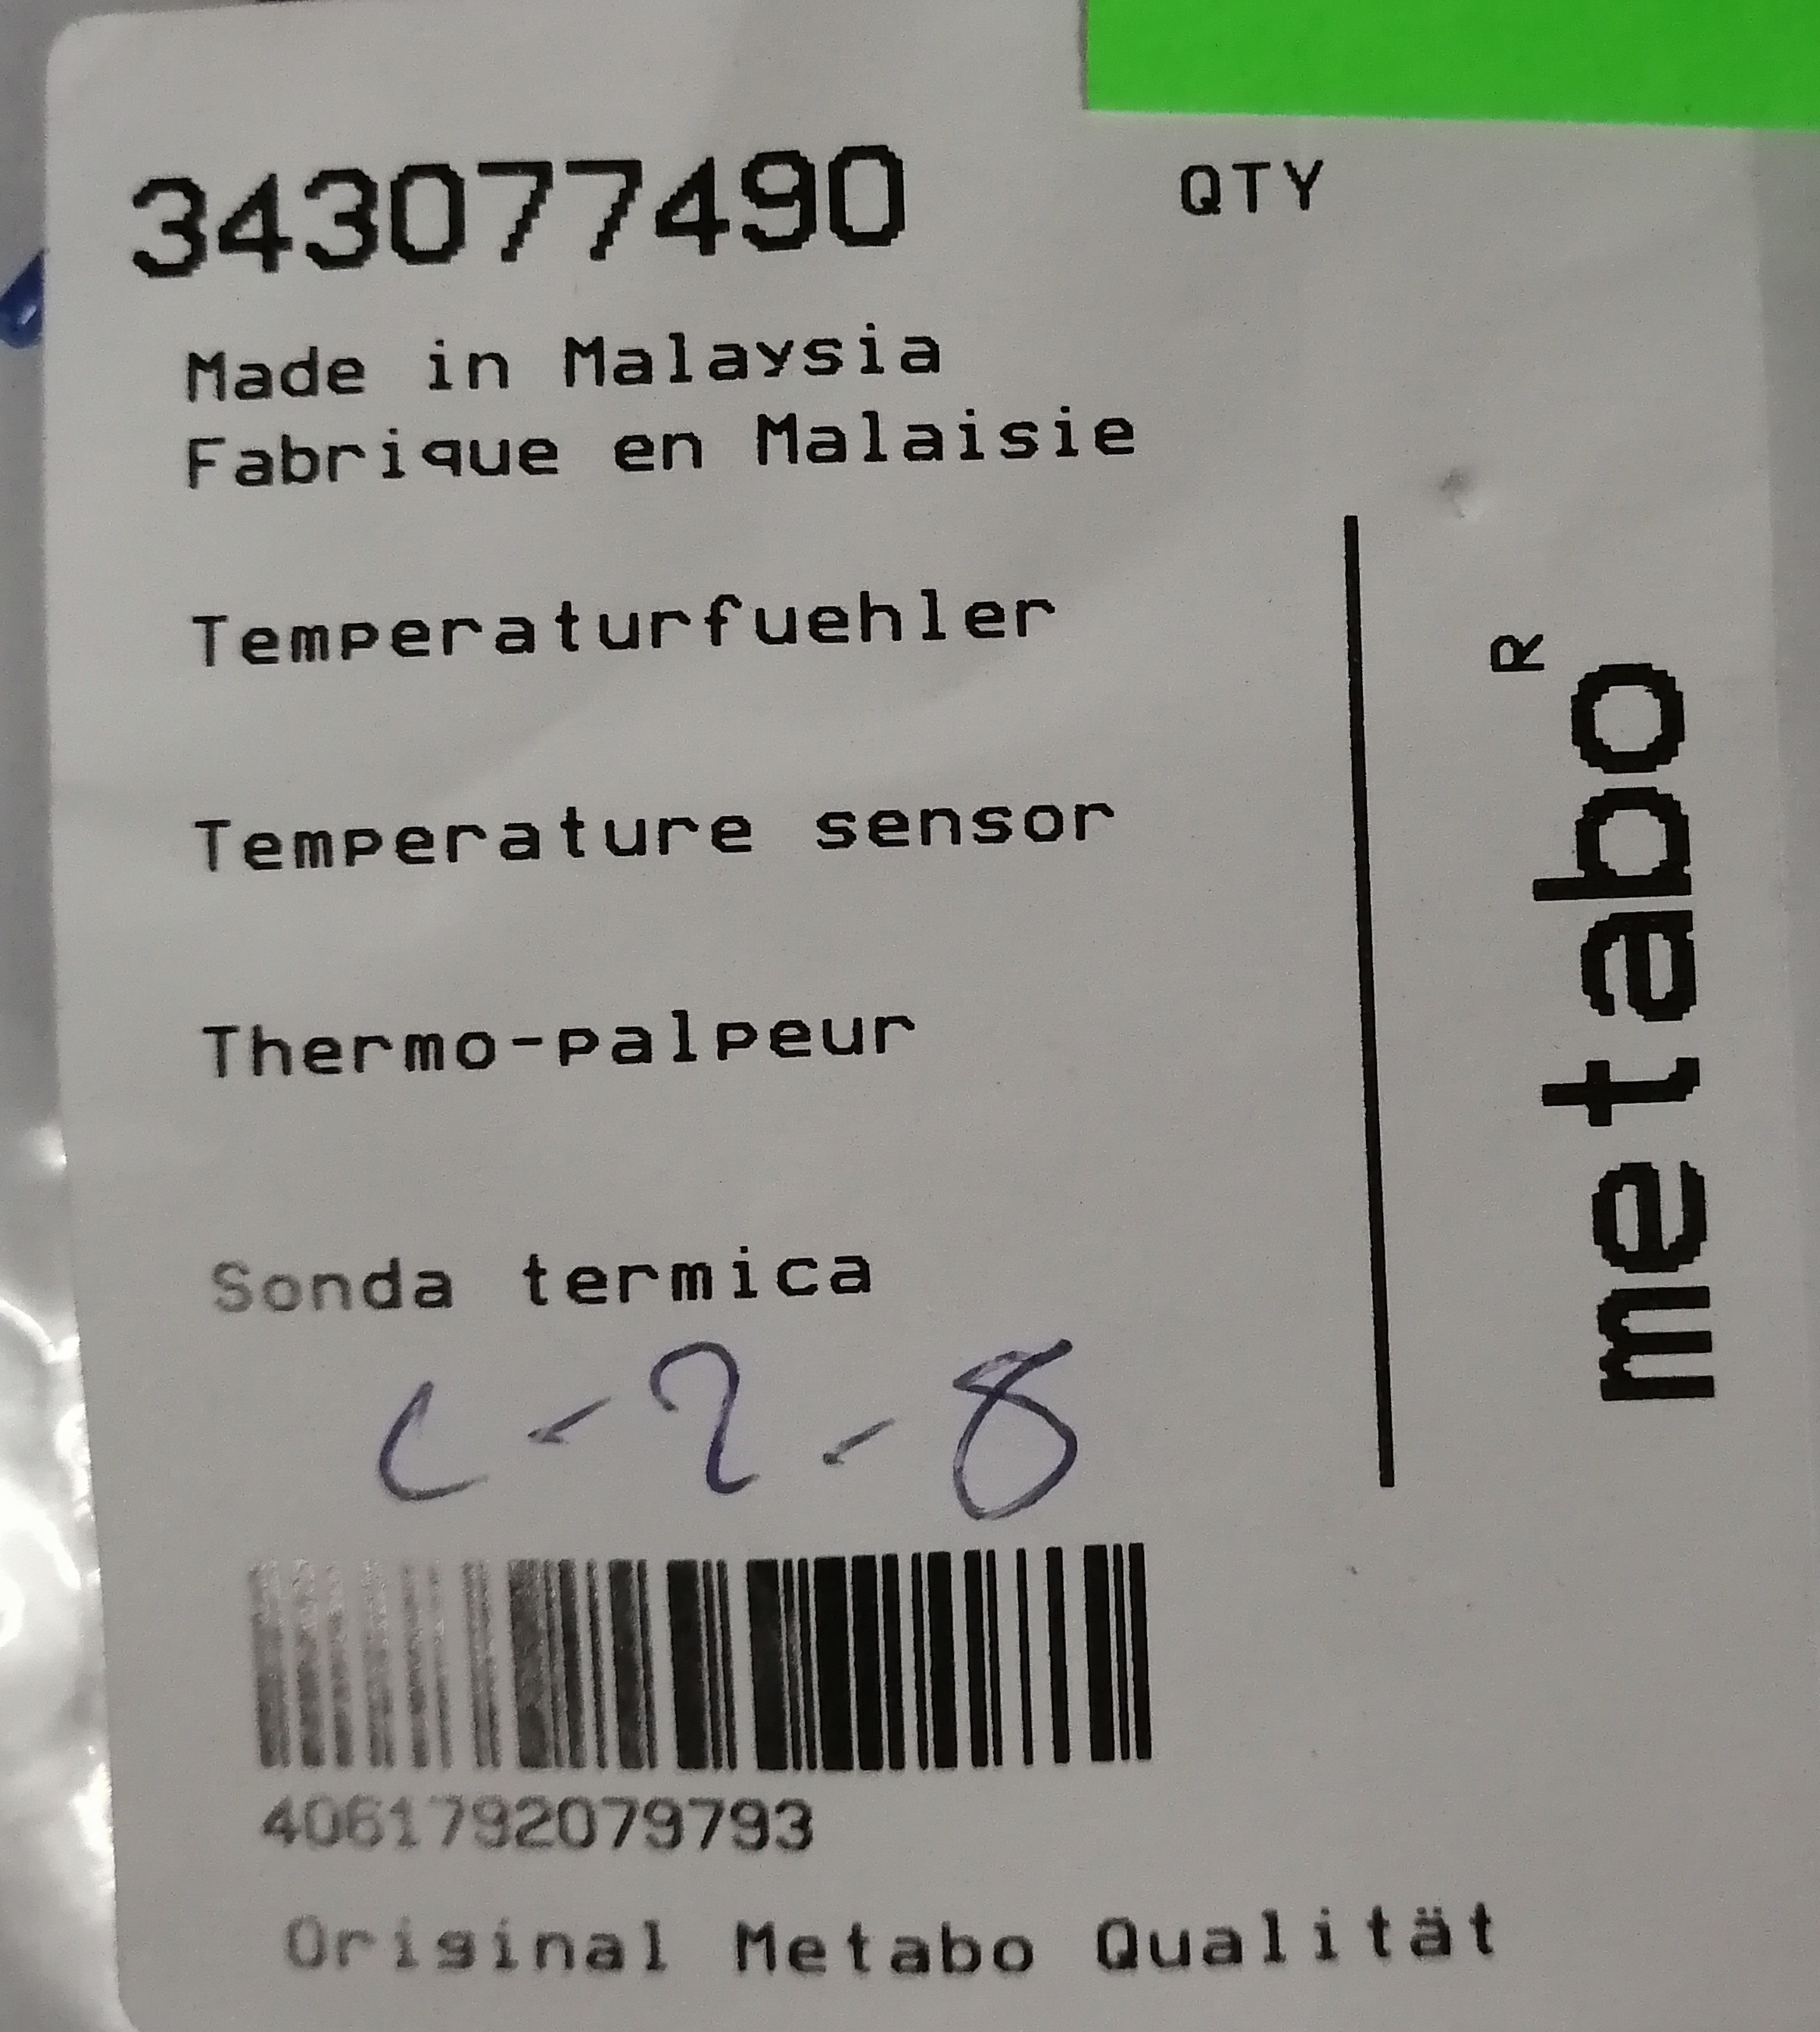 343077490 QTY
Made in Malaysia
Fabrique en Malaisie
Temperaturfuehler
Temperature sensor
Thermo-palpeur
Sonda termica
C-2-8
4061792079793
Original Metabo Qualität
metabo R